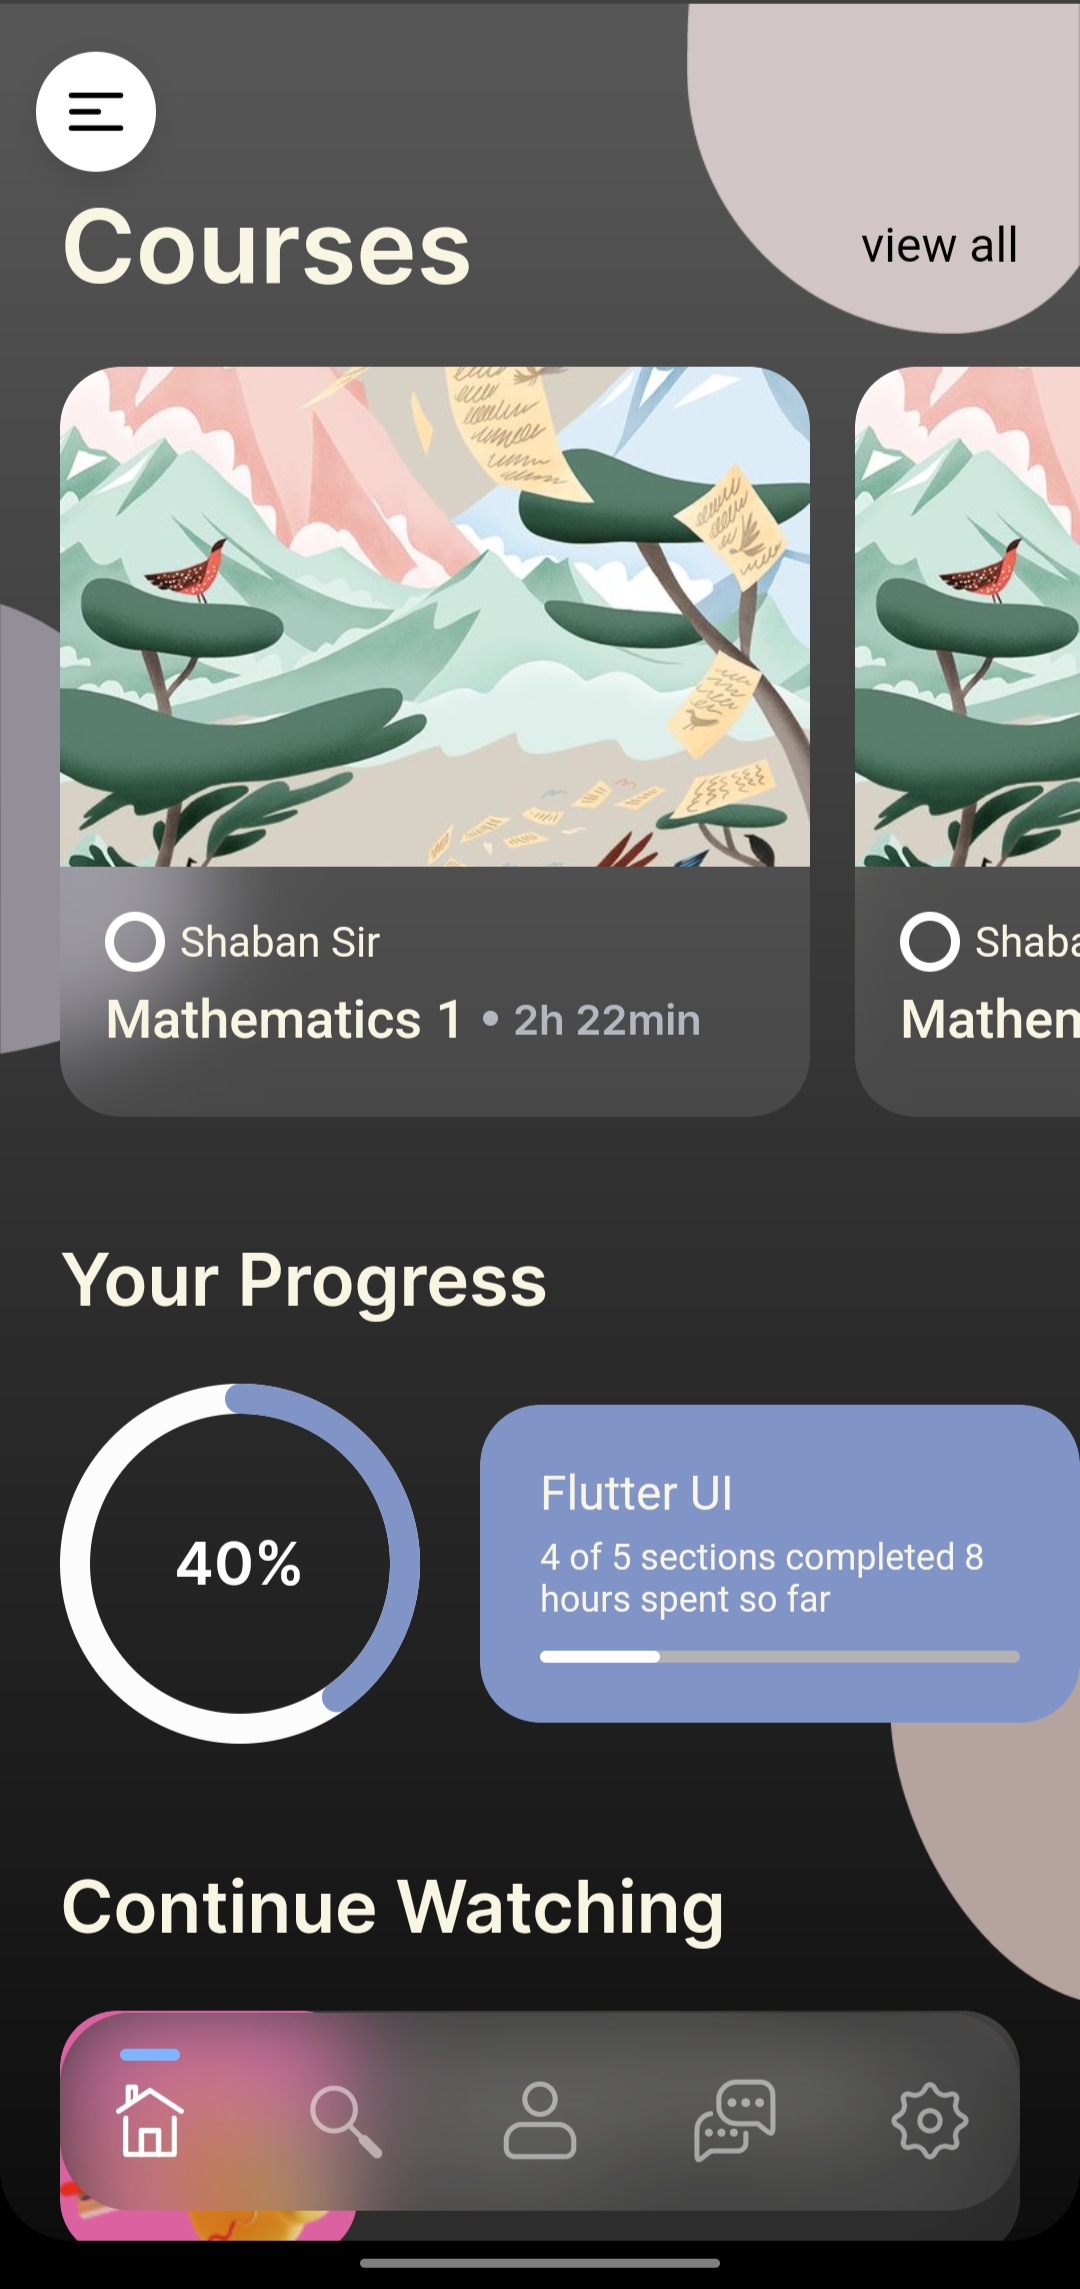 Courses
view all
Shaban Sir
Mathematics 1 • 2h 22min
Shaba
Mathem
Your Progress
40%
Flutter UI
4 of 5 sections completed 8
hours spent so far
Continue Watching